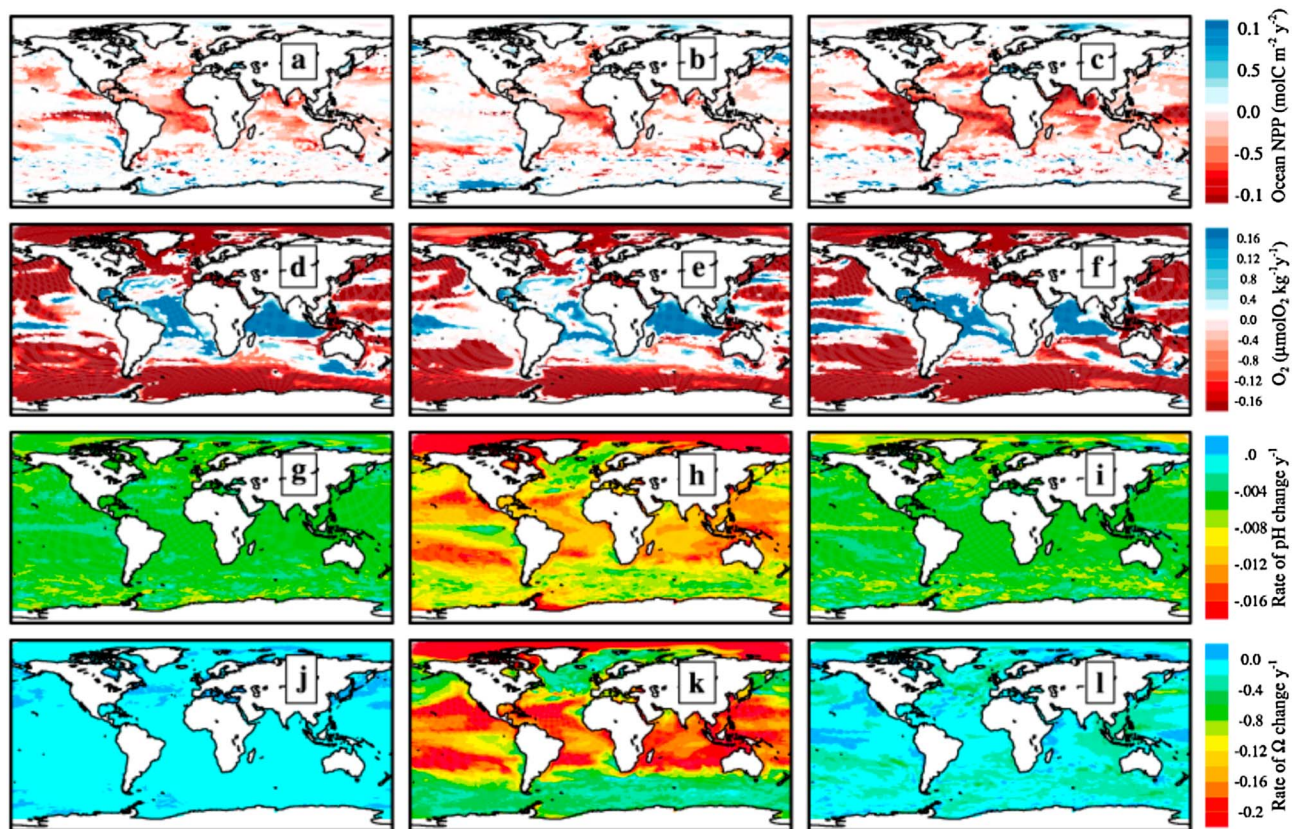 a
b
c
0.1
0.5
0.0
-0.5
-0.1
Ocean NPP (molC m⁻² y⁻²)
d
e
f
0.16
0.12
0.8
0.4
0.0
-0.4
-0.8
-0.12
-0.16
O₂ (µmolO₂ kg⁻¹y⁻¹)
g
h
i
.0
-.004
-.008
-.012
-.016
Rate of pH change y⁻¹
j
k
l
0.0
-0.4
-0.8
-0.12
-0.16
-0.2
Rate of Ω change y⁻¹